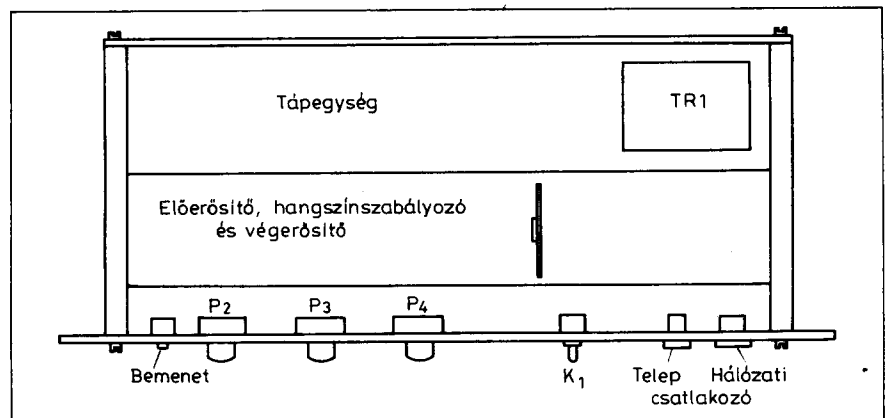 Tápegység
TR1
Előerősítő, hangszínszabályozó
és végerősítő
P2
P3
P4
Bemenet
K1
Telep
Hálózati
csatlakozó